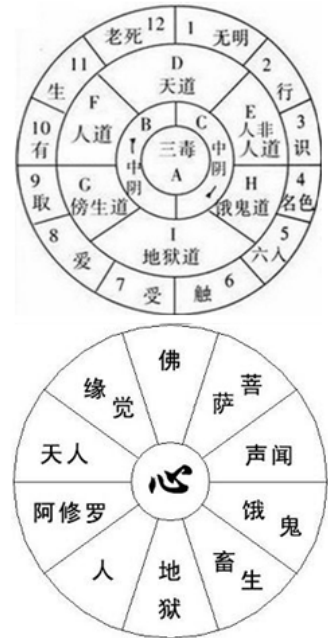 12
老死
1
无明
2
行
3
识
4
名色
5
六入
6
触
7
受
8
爱
9
取
10
有
11
生
D
天道
E
人非
人道
H
饿鬼道
I
地狱道
G
傍生道
F
人道
B
中阴
C
中阴
三毒
A
佛
菩萨
声闻
饿鬼
畜生
地狱
人
阿修罗
天人
缘觉
心